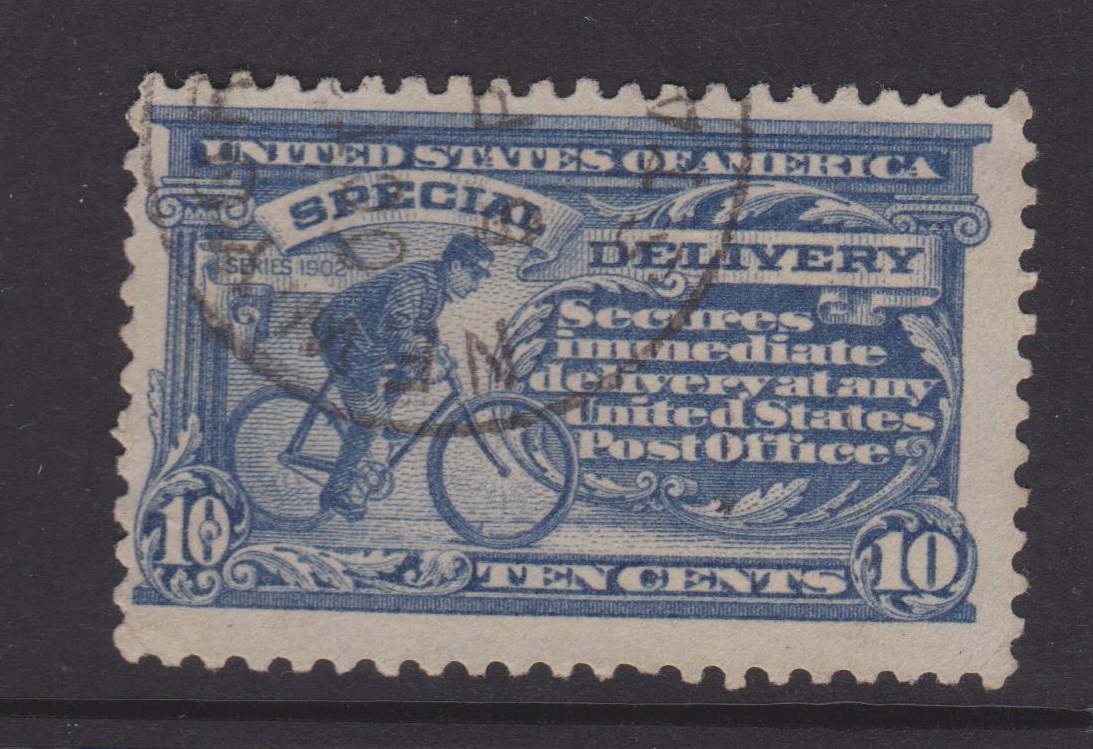 UNITED STATES OF AMERICA
SPECIAL
DELIVERY
SERIES 1902
Secures
immediate
delivery at any
United States
Post Office
10
TEN CENTS
10
NEW